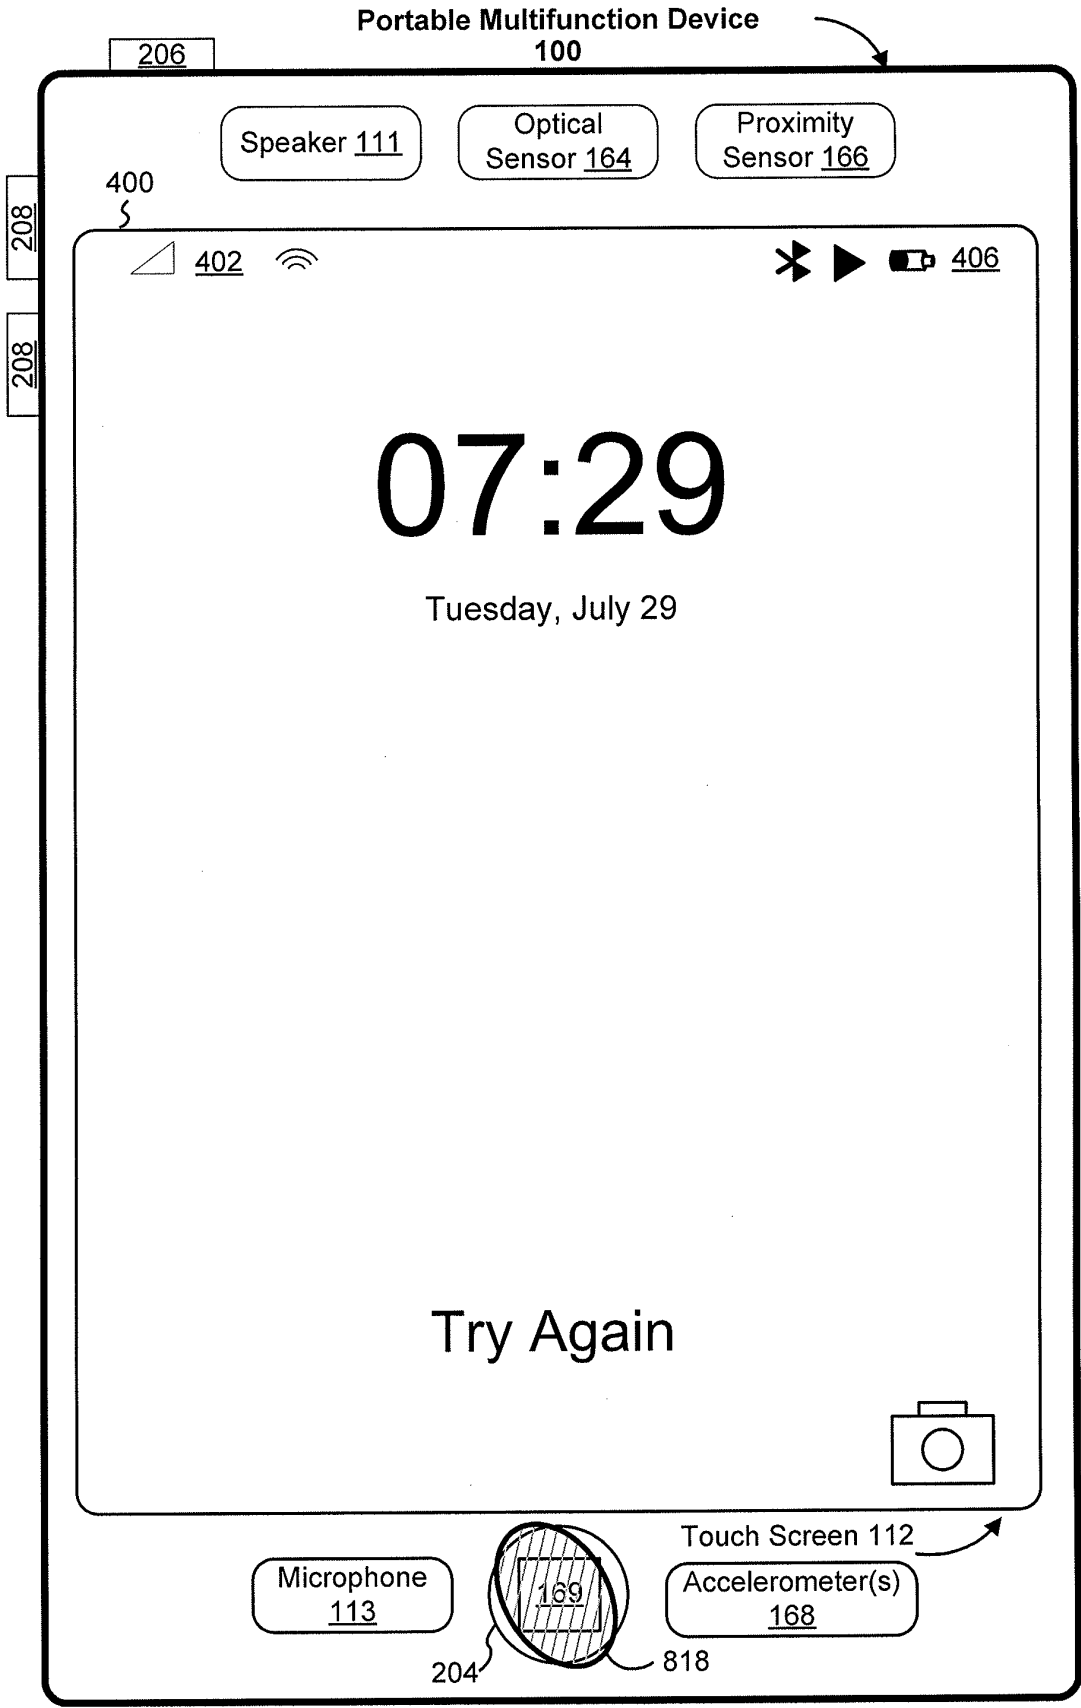 Portable Multifunction Device
100
206
Speaker 111
Optical
Sensor 164
Proximity
Sensor 166
400
208
208
402
406
07:29
Tuesday, July 29
Try Again
Touch Screen 112
Microphone
113
169
Accelerometer(s)
168
204
818